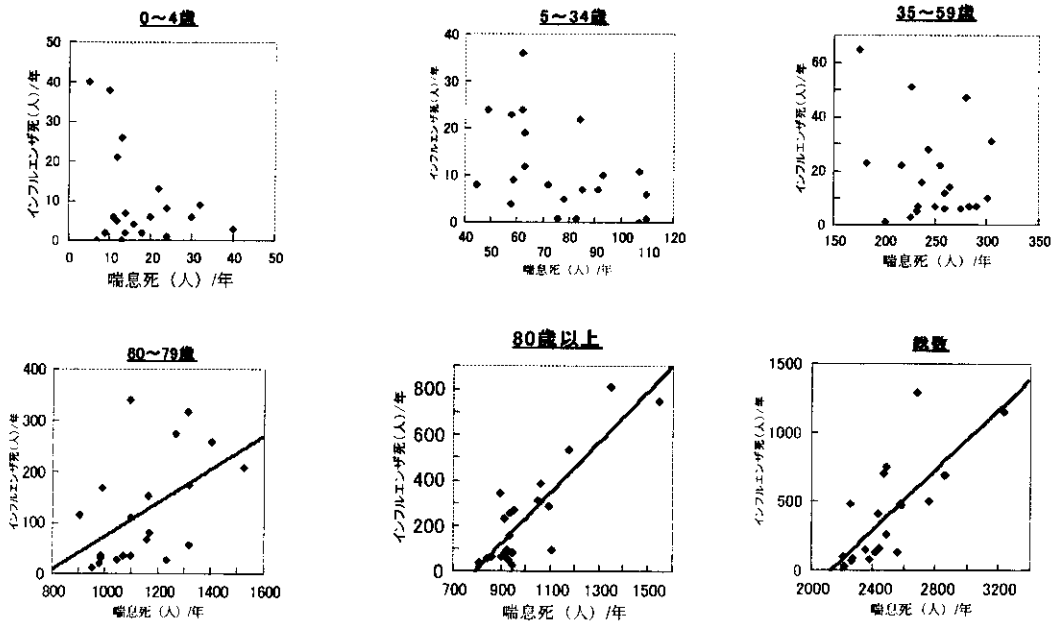 0～4歳
インフルエンザ死(人)/年
50
40
30
20
10
0
0 10 20 30 40 50
喘息死（人）/年
5～34歳
インフルエンザ死(人)/年
40
30
20
10
0
40 50 60 70 80 90 100 110 120
喘息死（人）/年
35～59歳
インフルエンザ死(人)/年
60
40
20
0
150 200 250 300 350
喘息死（人）/年
80～79歳
インフルエンザ死(人)/年
400
300
200
100
0
800 1000 1200 1400 1600
喘息死（人）/年
80歳以上
インフルエンザ死(人)/年
800
600
400
200
0
700 900 1100 1300 1500
喘息死（人）/年
総数
インフルエンザ死(人)/年
1500
1000
500
0
2000 2400 2800 3200
喘息死（人）/年